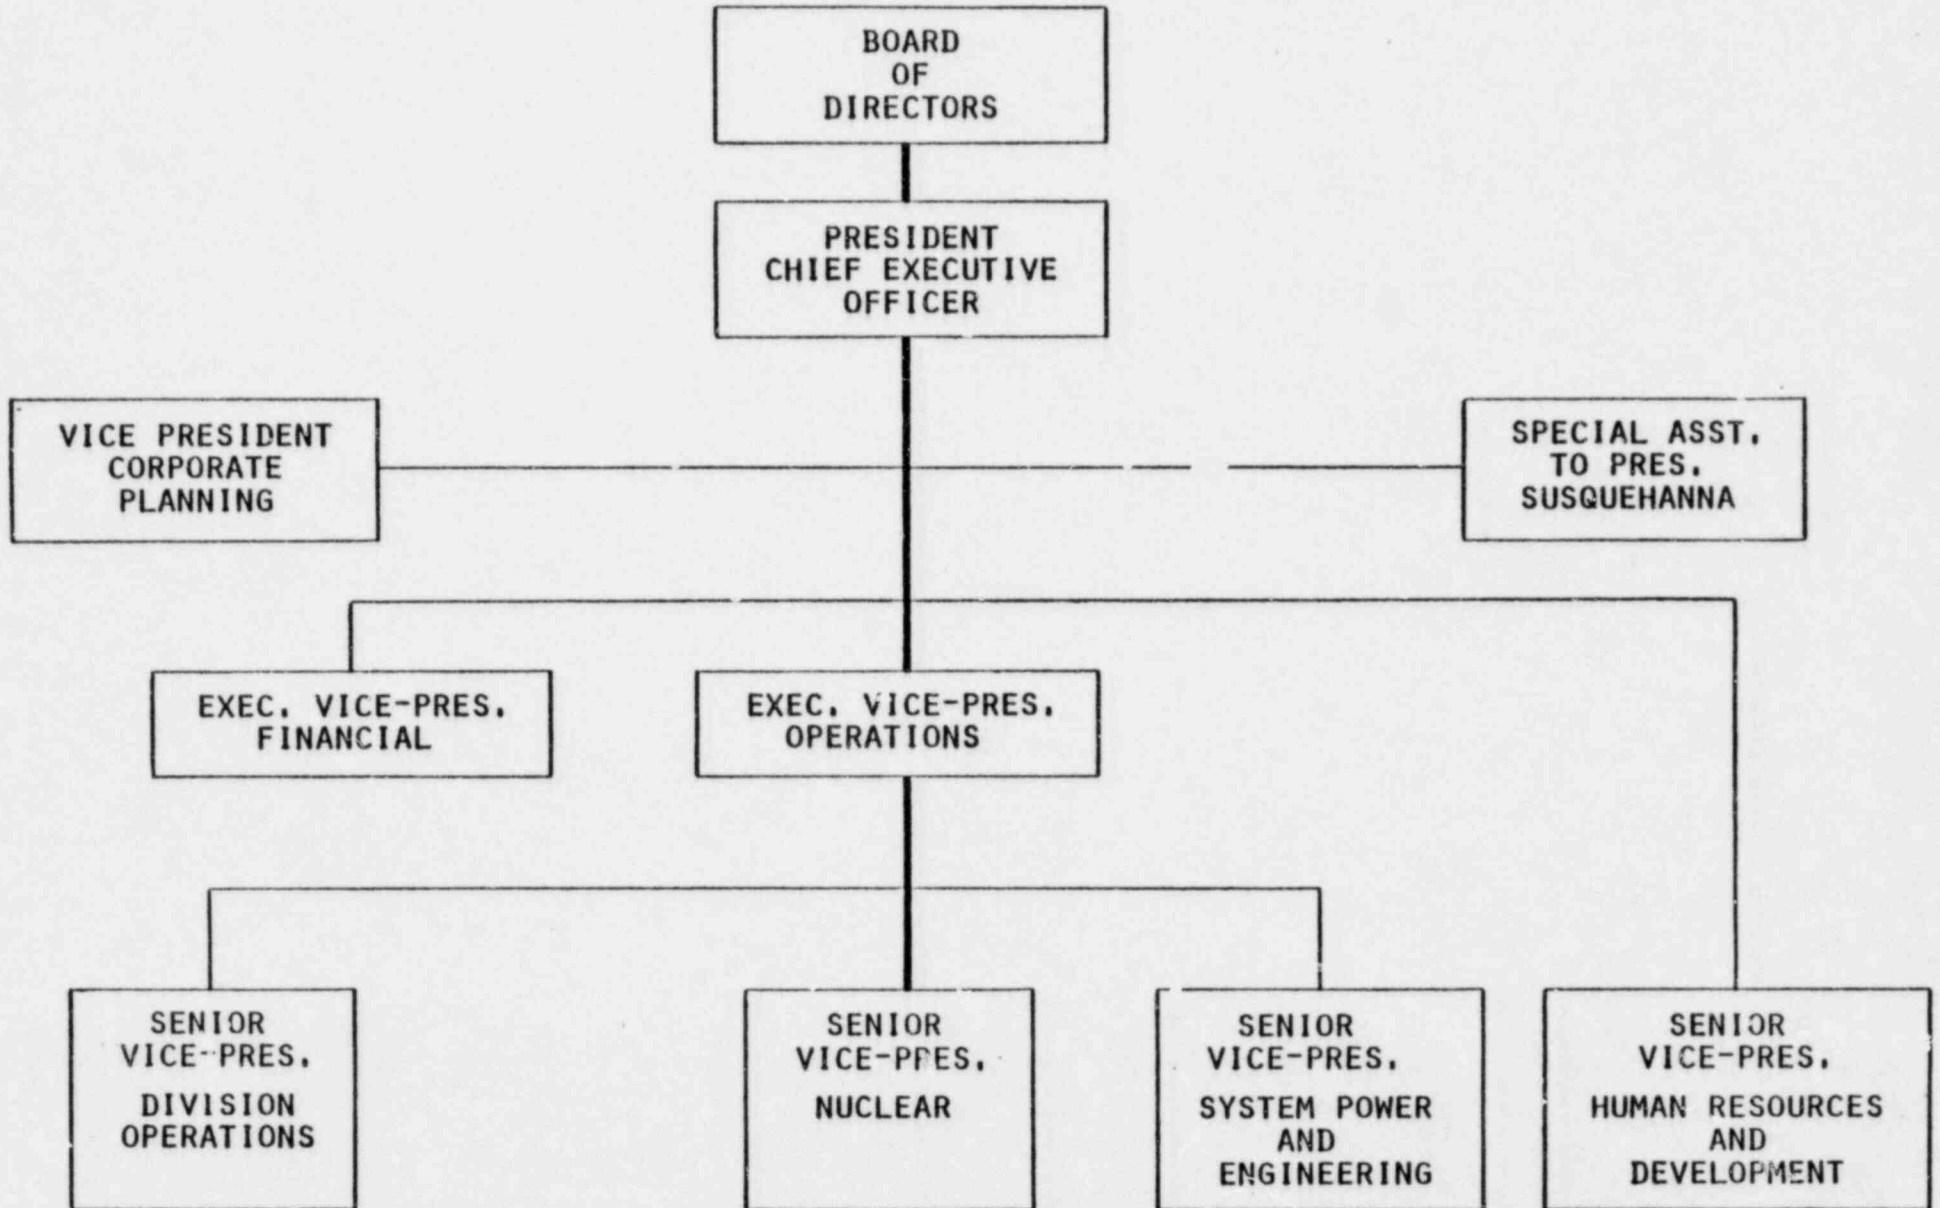 BOARD
OF
DIRECTORS
PRESIDENT
CHIEF EXECUTIVE
OFFICER
VICE PRESIDENT
CORPORATE
PLANNING
SPECIAL ASST.
TO PRES.
SUSQUEHANNA
EXEC. VICE-PRES.
FINANCIAL
EXEC. VICE-PRES.
OPERATIONS
SENIOR
VICE-PRES.
DIVISION
OPERATIONS
SENIOR
VICE-PRES.
NUCLEAR
SENIOR
VICE-PRES.
SYSTEM POWER
AND
ENGINEERING
SENIOR
VICE-PRES.
HUMAN RESOURCES
AND
DEVELOPMENT